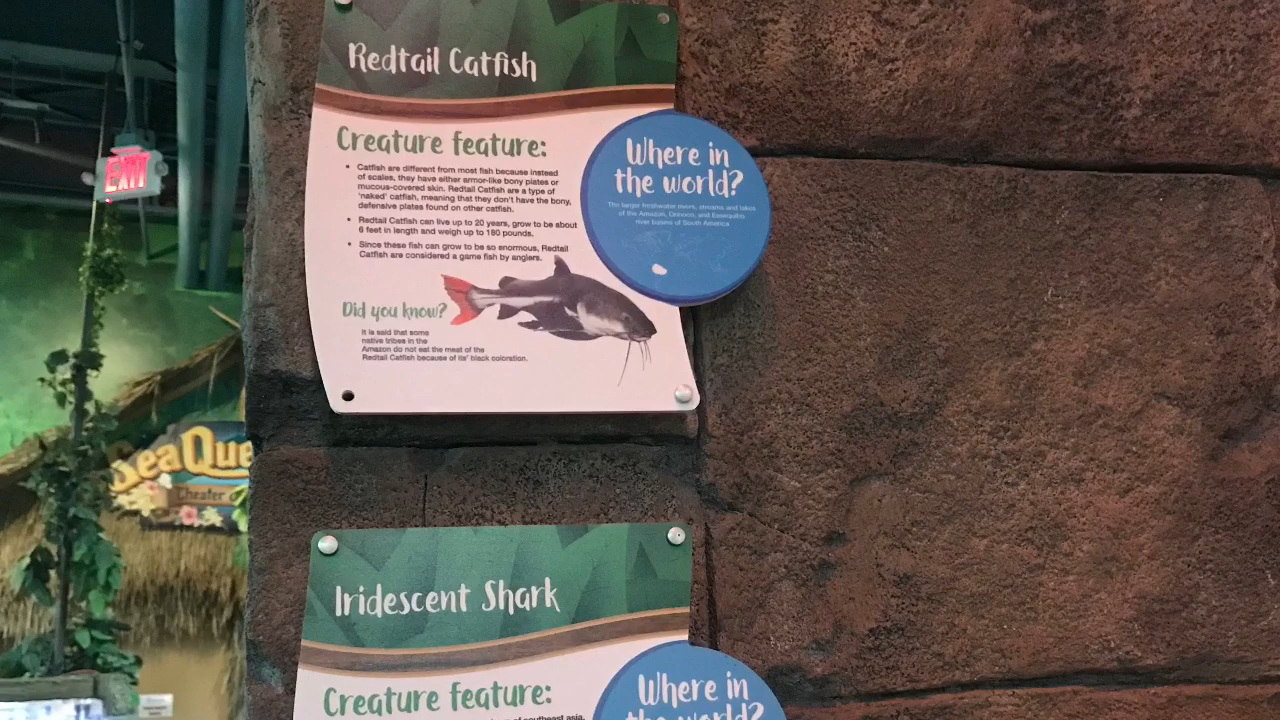 Redtail Catfish
Creature feature:
• Catfish are different from most fish because instead
of scales, they have either armor-like bony plates or
mucous-covered skin. Redtail Catfish are a type of
'naked' catfish, meaning that they don't have the bony,
defensive plates found on other catfish.
• Redtail Catfish can live up to 20 years, grow to be about
6 feet in length and weigh up to 180 pounds.
• Since these fish can grow to be so enormous, Redtail
Catfish are considered a game fish by anglers.
Did you know?
It is said that some
native tribes in the
Amazon do not eat the meat of the
Redtail Catfish because of its' black coloration.
Where in
the world?
The larger freshwater rivers, streams and lakes
of the Amazon, Orinoco, and Essequibo
river basins of South America
EXIT
SeaQue
Theater
Iridescent Shark
Creature feature:
of southeast asia,
Where in
the world?